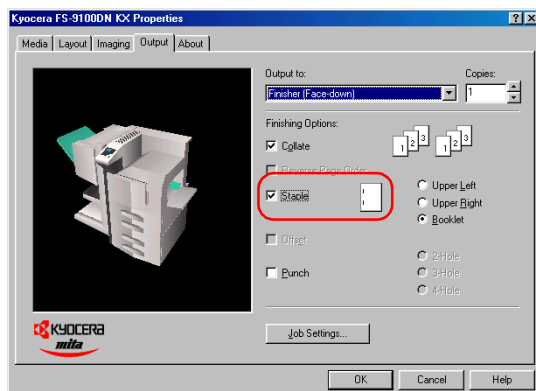 Kyocera FS-9100DN KX Properties
Media Layout Imaging Output About
Output to: Copies:
Finisher (Face-down) 1
Finishing Options:
Collate
1 2 3 1 2 3
Reverse Page Order
Staple
Upper Left
Upper Right
Booklet
Offset
2-Hole
Punch
3-Hole
4-Hole
KYOCERA
mita
Job Settings...
OK Cancel Help